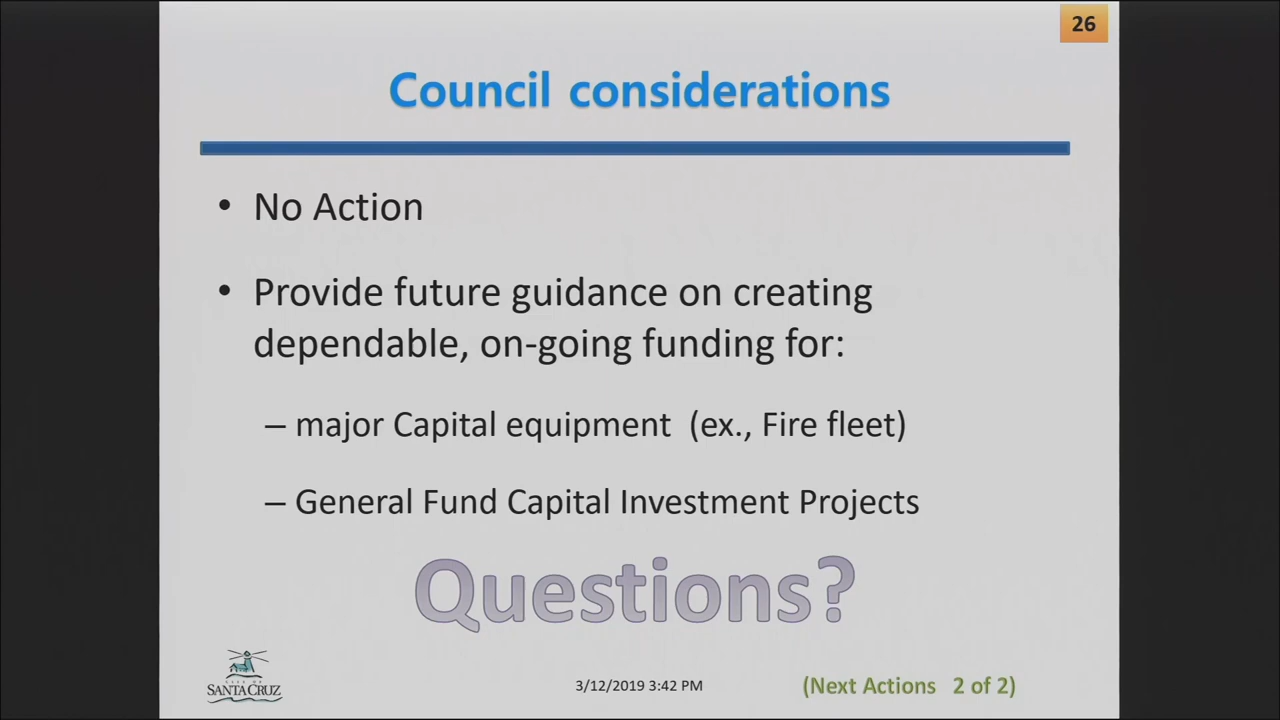 26
Council considerations
• No Action
• Provide future guidance on creating
dependable, on-going funding for:
– major Capital equipment (ex., Fire fleet)
– General Fund Capital Investment Projects
Questions?
CITY OF
SANTA CRUZ
3/12/2019 3:42 PM
(Next Actions 2 of 2)